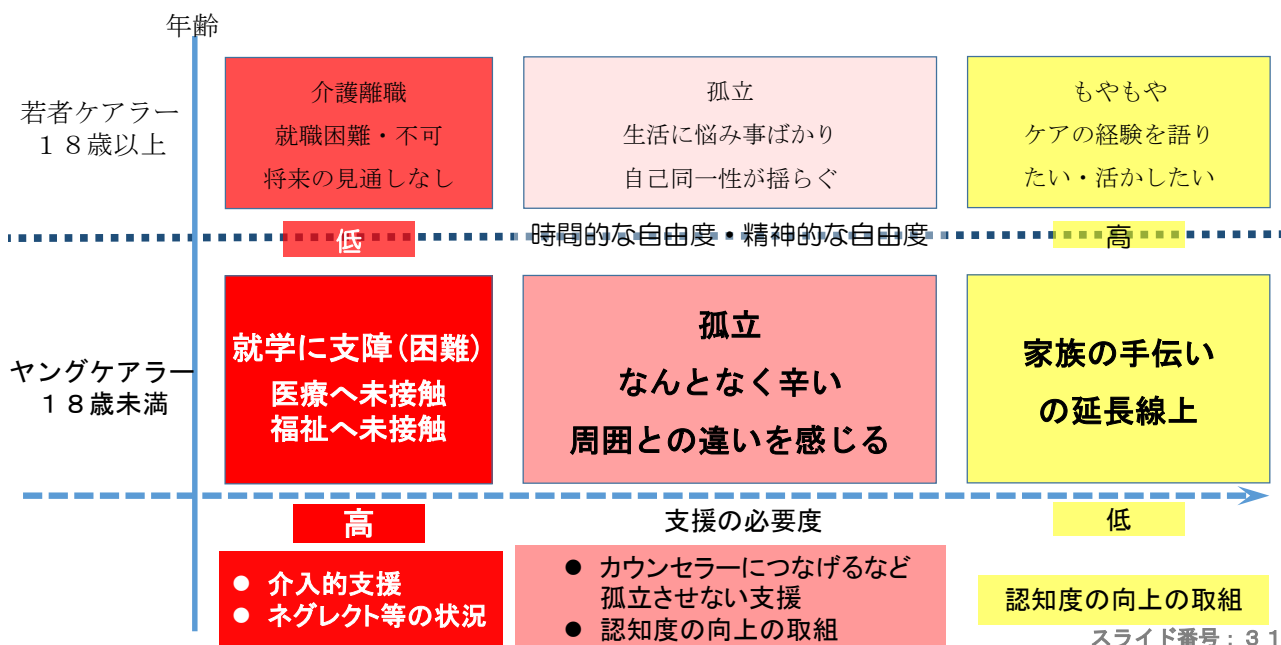 年齢
若者ケアラー
１８歳以上
介護離職
就職困難・不可
将来の見通しなし
孤立
生活に悩み事ばかり
自己同一性が揺らぐ
もやもや
ケアの経験を語り
たい・活かしたい
低
時間的な自由度・精神的な自由度
高
ヤングケアラー
１８歳未満
就学に支障(困難)
医療へ未接触
福祉へ未接触
孤立
なんとなく辛い
周囲との違いを感じる
家族の手伝い
の延長線上
高
支援の必要度
低
● 介入的支援
● ネグレクト等の状況
● カウンセラーにつなげるなど
孤立させない支援
● 認知度の向上の取組
認知度の向上の取組
スライド番号：３１